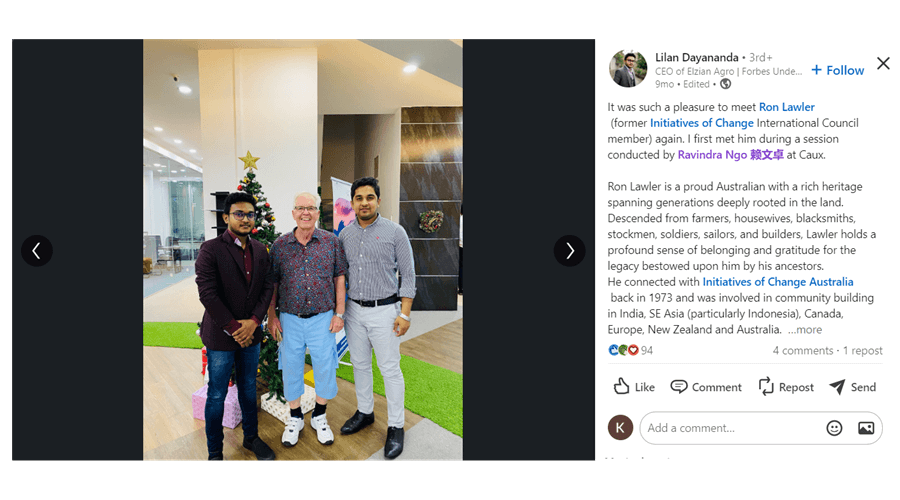 Lilan Dayananda • 3rd+
CEO of Elzian Agro | Forbes Unde...
9mo • Edited •
+ Follow
It was such a pleasure to meet Ron Lawler
(former Initiatives of Change International Council
member) again. I first met him during a session
conducted by Ravindra Ngo 赖文卓 at Caux.
Ron Lawler is a proud Australian with a rich heritage
spanning generations deeply rooted in the land.
Descended from farmers, housewives, blacksmiths,
stockmen, soldiers, sailors, and builders, Lawler holds a
profound sense of belonging and gratitude for the
legacy bestowed upon him by his ancestors.
He connected with Initiatives of Change Australia
back in 1973 and was involved in community building
in India, SE Asia (particularly Indonesia), Canada,
Europe, New Zealand and Australia. ...more
94
4 comments · 1 repost
Like
Comment
Repost
Send
K
Add a comment...